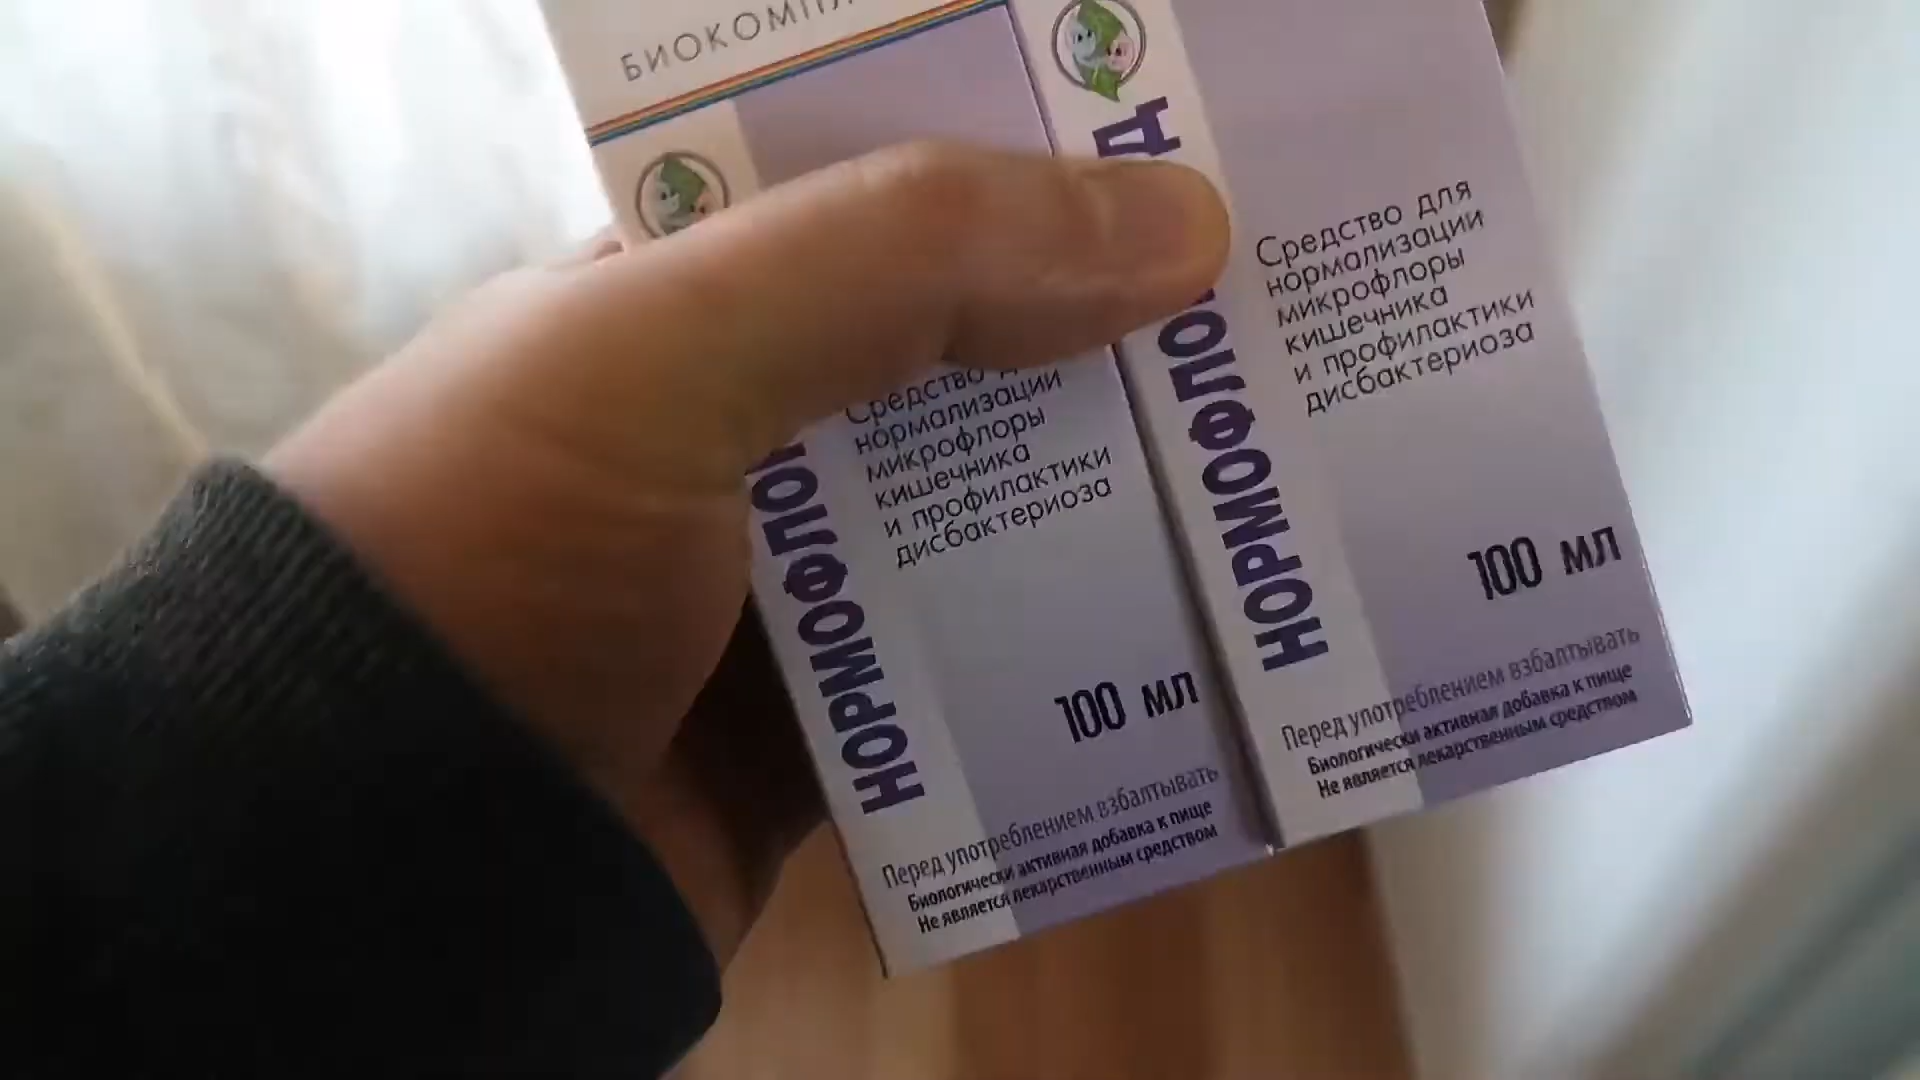 НОРМОФЛО
Средство
нормализации
микрофлоры
кишечника
и профилактики
дисбактериоза
100 мл
Перед употреблением взбалтывать
Биологически активная добавка к пище
Не является лекарственным средством
Средство для
нормализации
микрофлоры
кишечника
и профилактики
дисбактериоза
100 мл
Перед употреблением взбалтывать
Биологически активная добавка к пище
Не является лекарственным средством